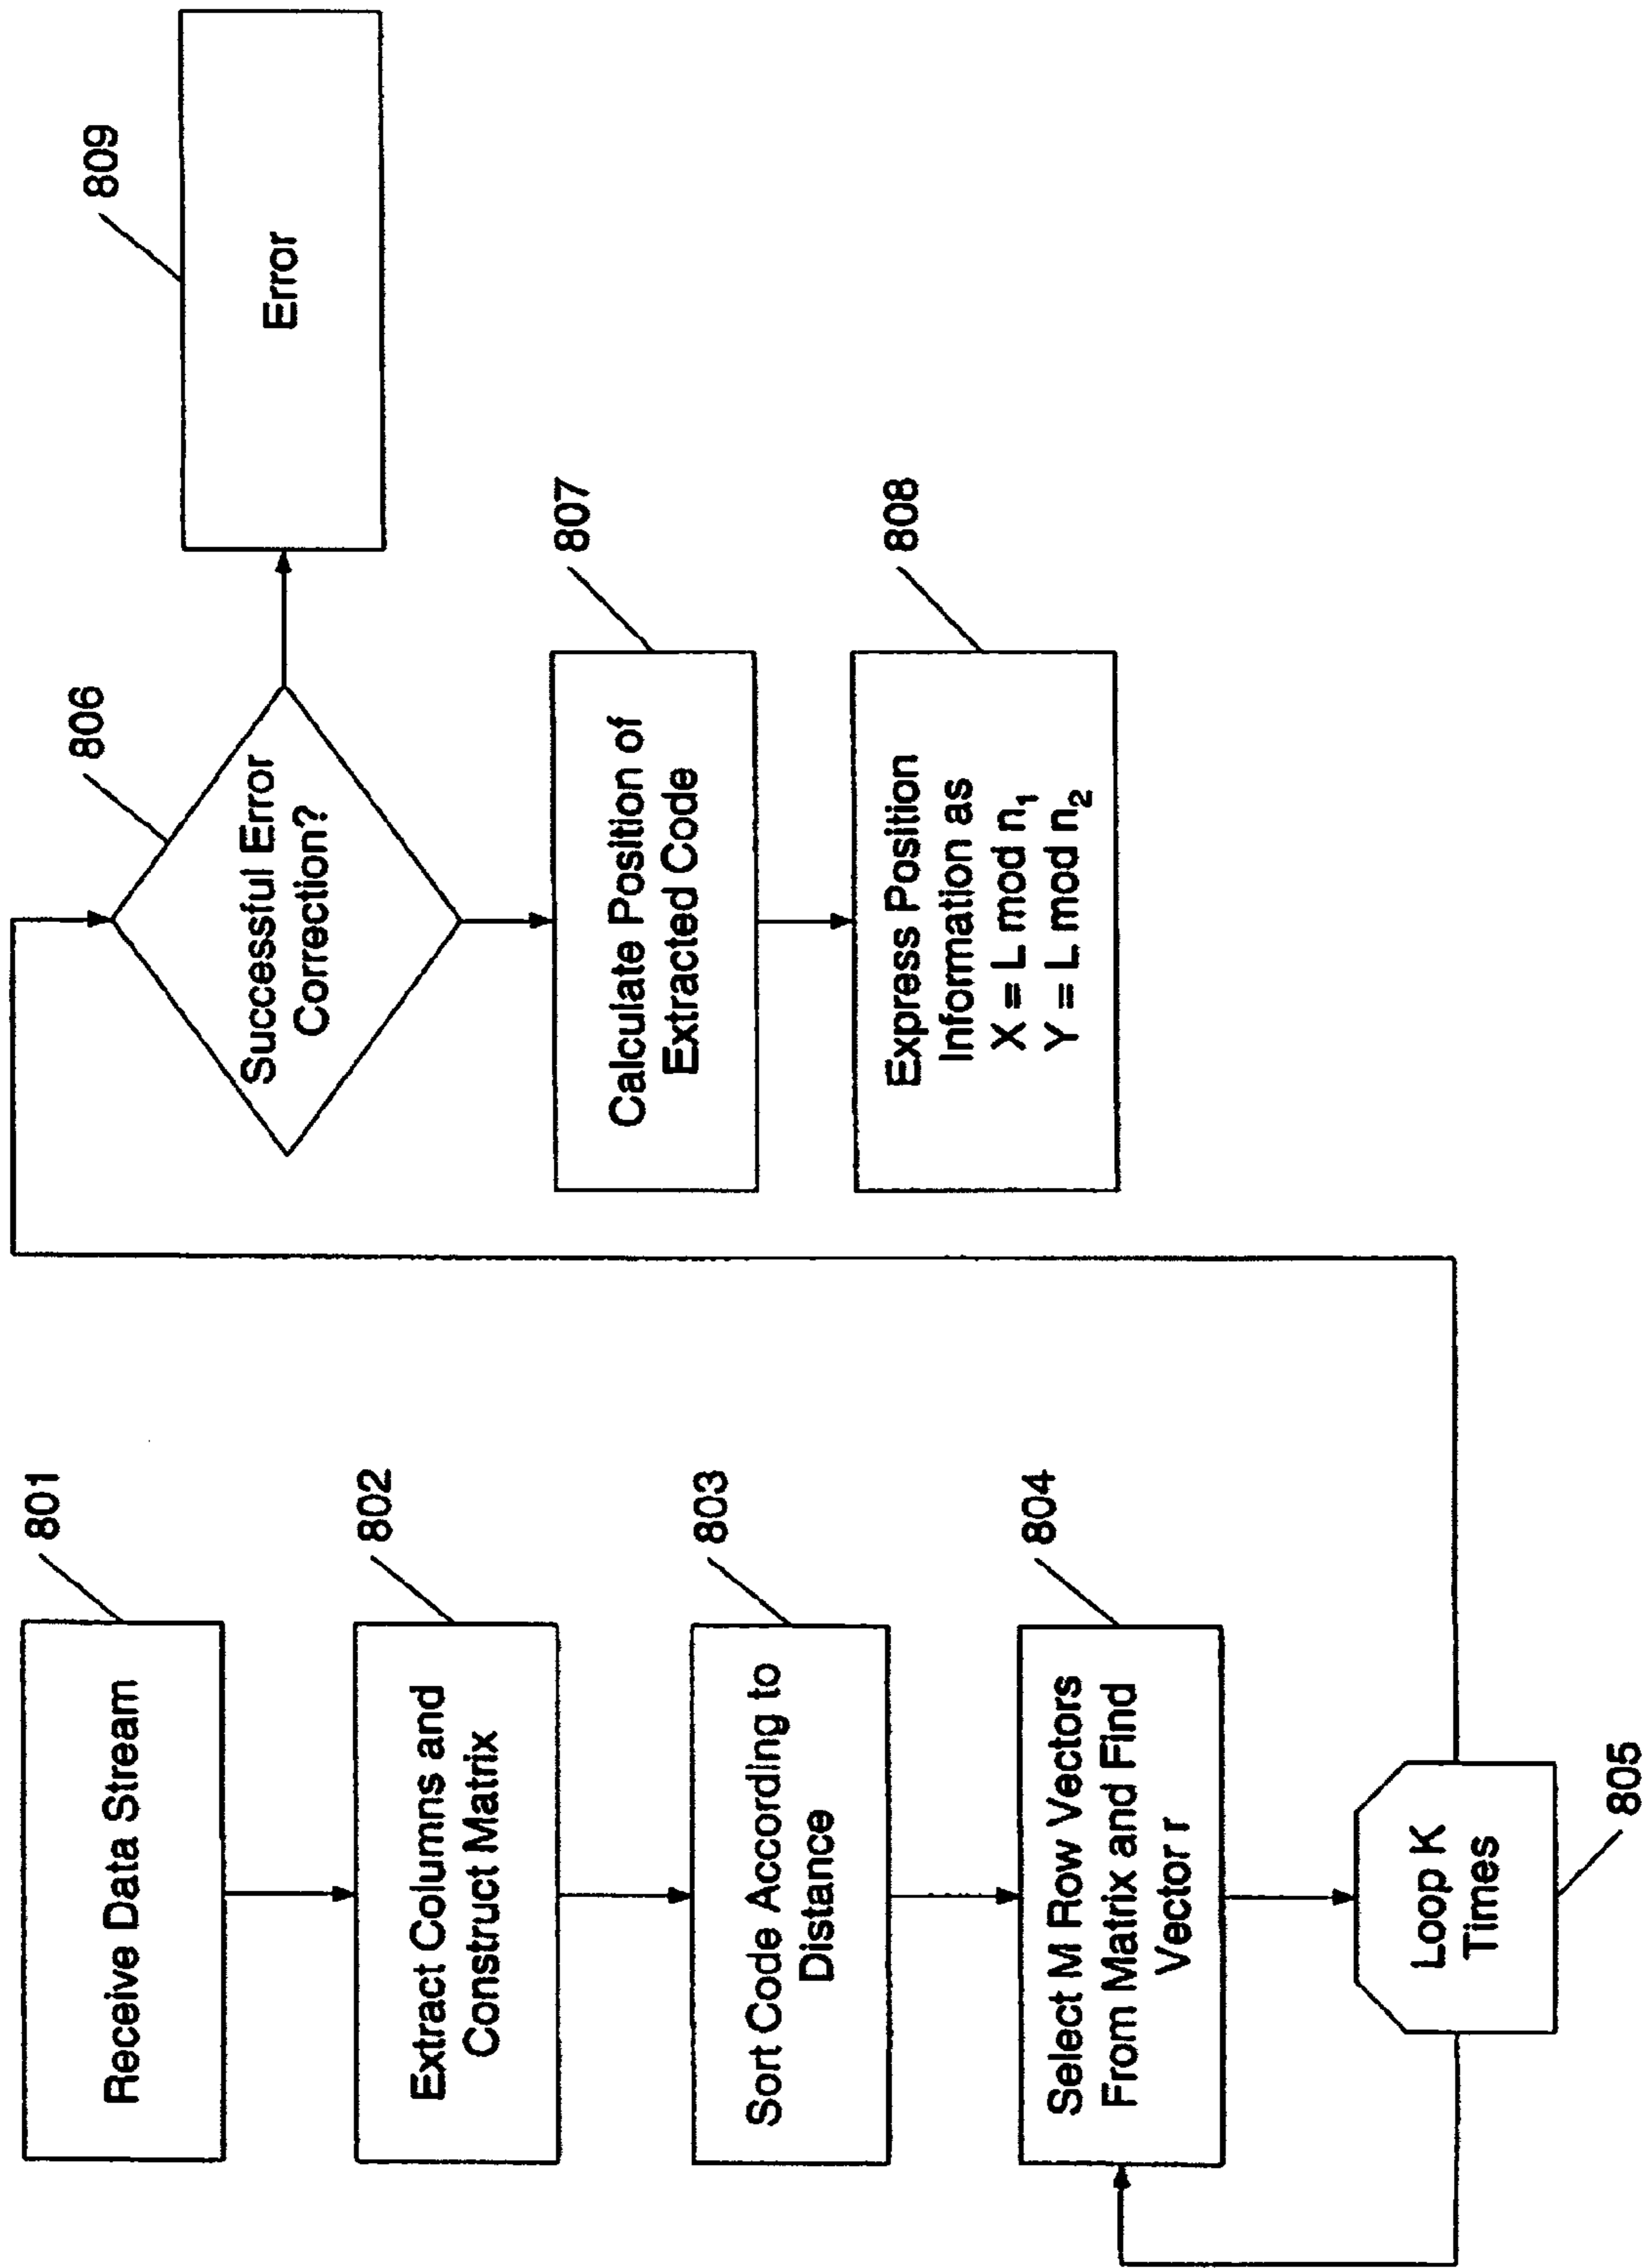 801
Receive Data Stream
802
Extract Columns and
Construct Matrix
803
Sort Code According to
Distance
804
Select M Row Vectors
From Matrix and Find
Vector r
Loop K
Times
805
806
Successful Error
Correction?
809
Error
807
Calculate Position of
Extracted Code
808
Express Position
Information as
X = L mod n₁
Y = L mod n₂